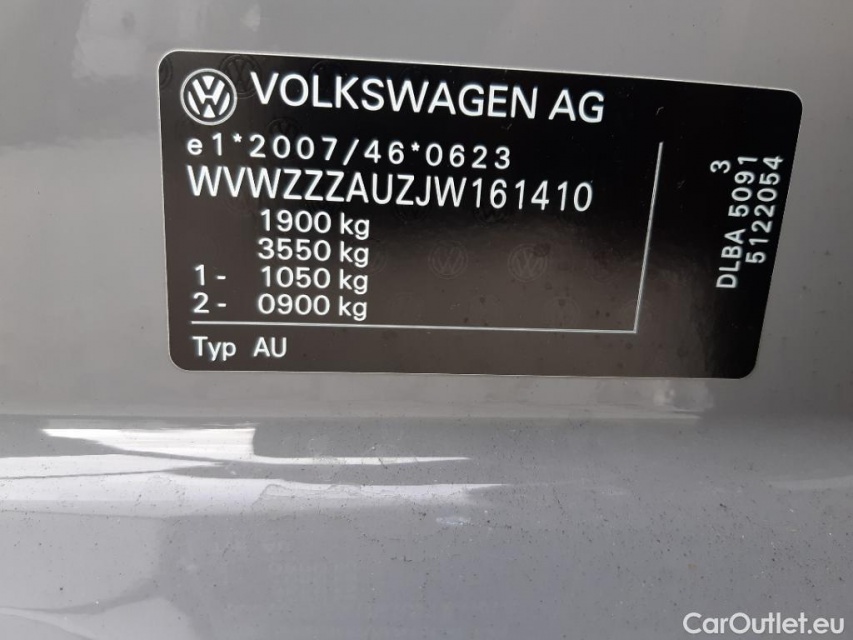 VOLKSWAGEN AG
e1*2007/46*0623
WVWZZZAUZJW161410
1900 kg
3550 kg
1- 1050 kg
2- 0900 kg
Typ AU
3
DLBA 5091
5122054
CarOutlet.eu